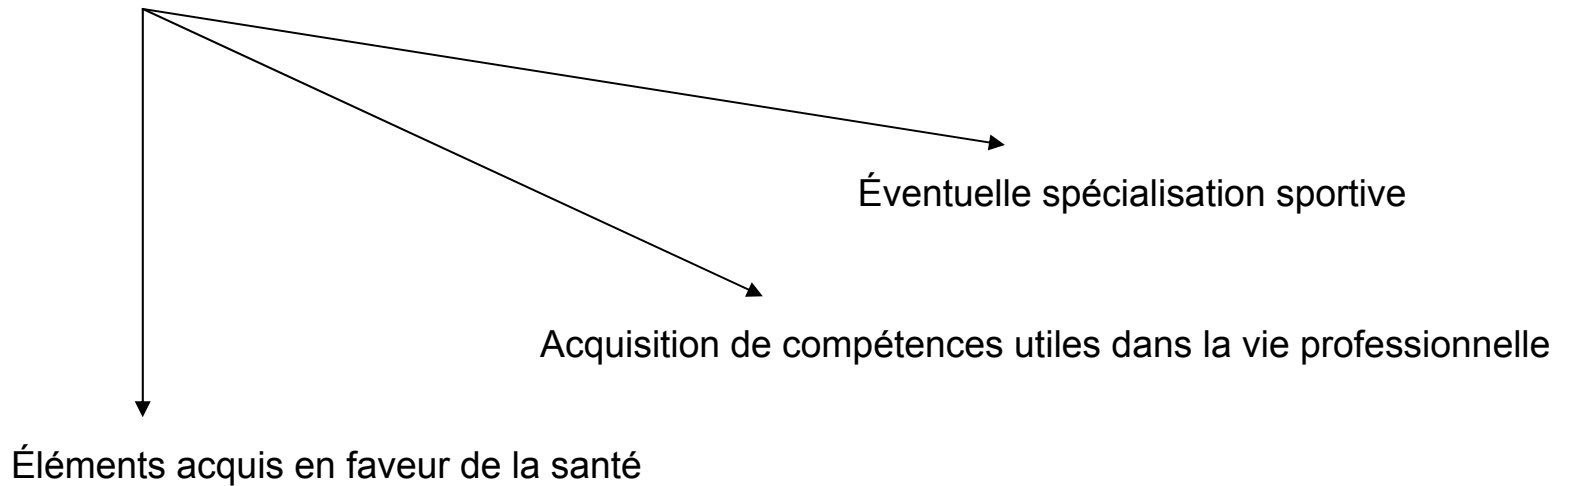 Éventuelle spécialisation sportive
Acquisition de compétences utiles dans la vie professionnelle
Éléments acquis en faveur de la santé